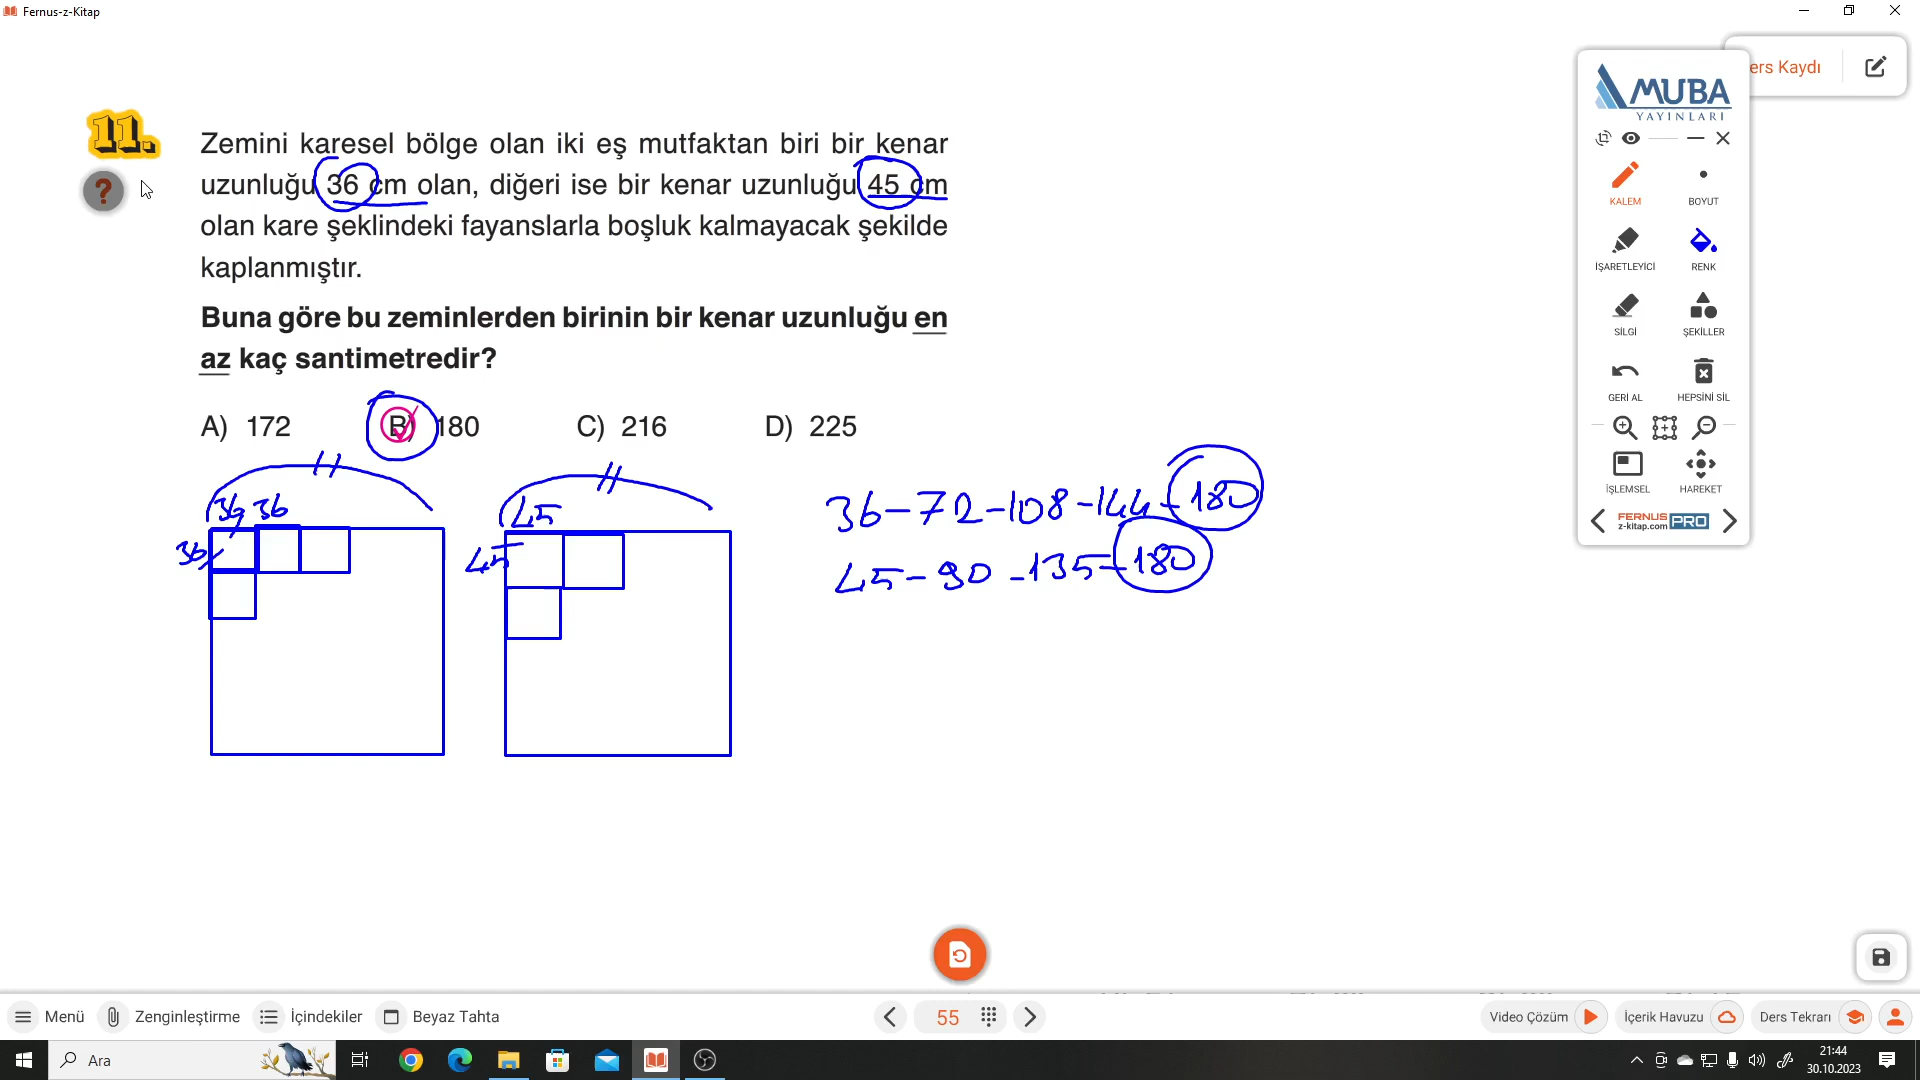 Fernus-z-Kitap
ers Kaydı
MUBA
YAYINLARI
11.
Zemini karesel bölge olan iki eş mutfaktan biri bir kenar
uzunluğu 36 cm olan, diğeri ise bir kenar uzunluğu 45 cm
olan kare şeklindeki fayanslarla boşluk kalmayacak şekilde
kaplanmıştır.
Buna göre bu zeminlerden birinin bir kenar uzunluğu en
az kaç santimetredir?
A) 172 B) 180 C) 216 D) 225
36 36
36
45
45
36-72-108-144-180
45-90-135-180
KALEM BOYUT
İŞARETLEYİCİ RENK
SİLGİ ŞEKİLLER
GERİ AL HEPSİNİ SİL
İŞLEMSEL HAREKET
FERNUS
z-kitap.com PRO
Menü Zenginleştirme İçindekiler Beyaz Tahta 55 Video Çözüm İçerik Havuzu Ders Tekrarı
Ara
21:44
30.10.2023